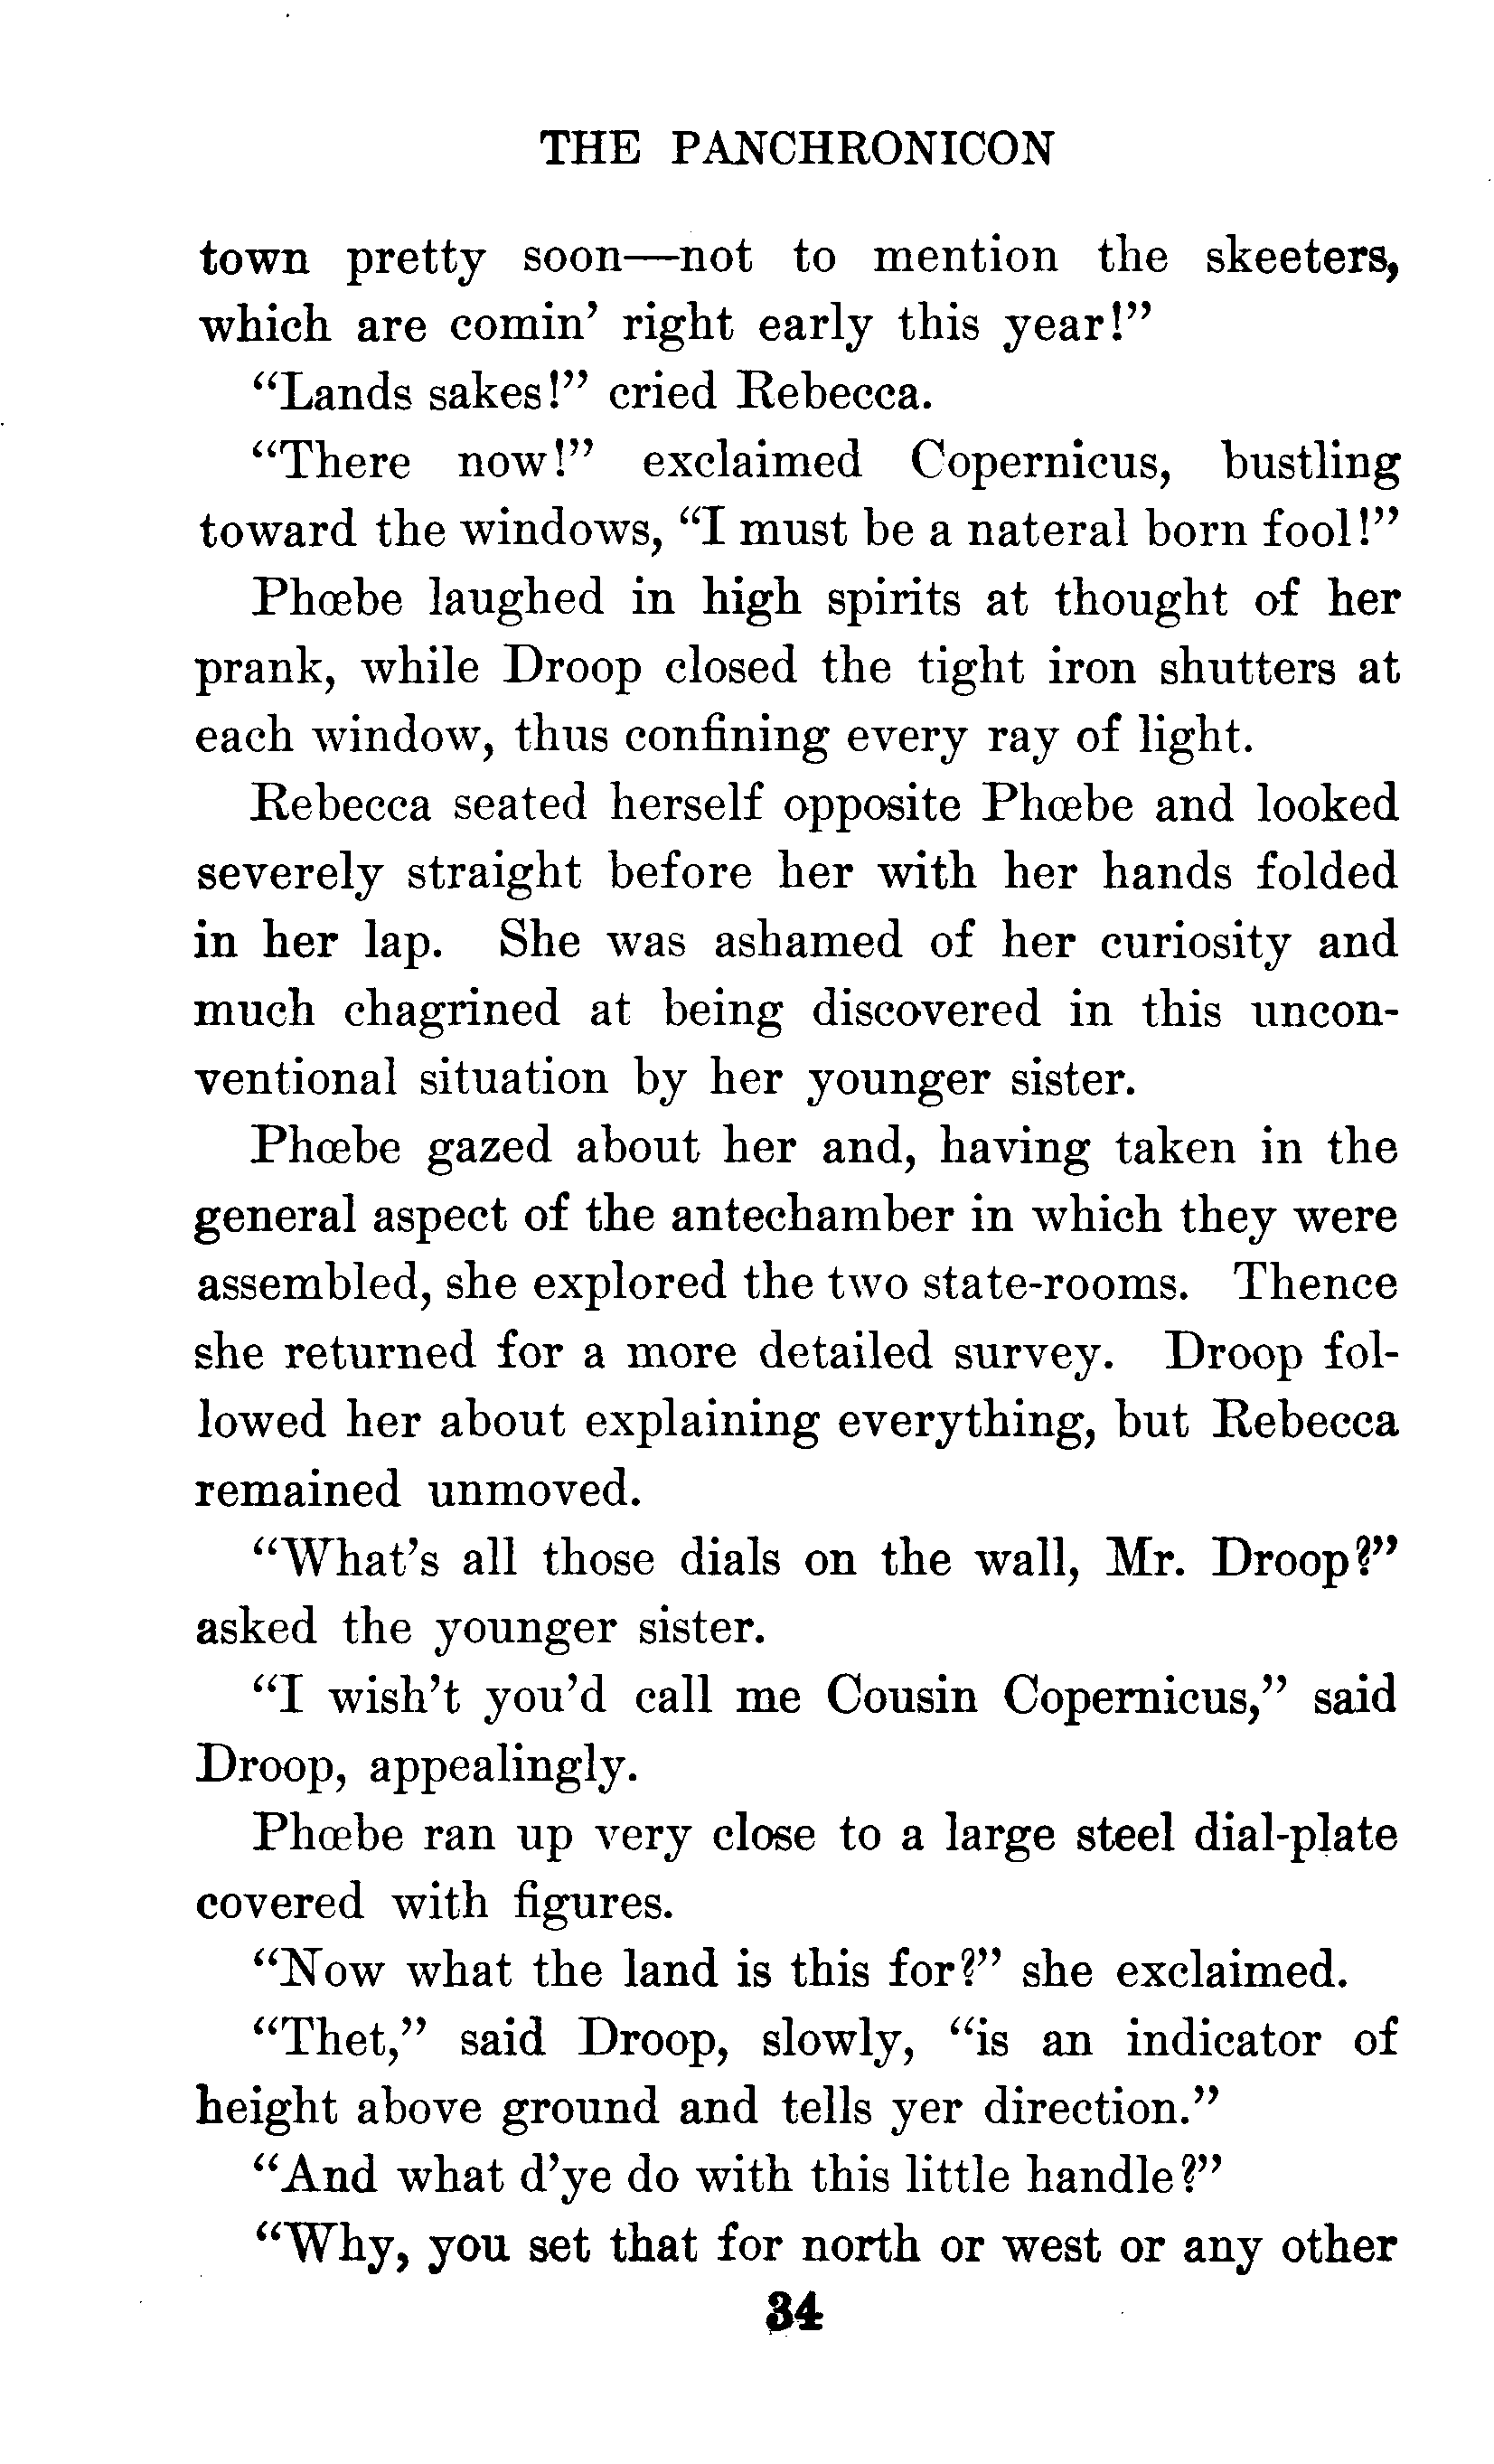 THE PANCHRONICON
town pretty soon—not to mention the skeeters,
which are comin' right early this year!"
"Lands sakes!" cried Rebecca.
"There now!" exclaimed Copernicus, bustling
toward the windows, "I must be a nateral born fool!"
Phœbe laughed in high spirits at thought of her
prank, while Droop closed the tight iron shutters at
each window, thus confining every ray of light.
Rebecca seated herself opposite Phœbe and looked
severely straight before her with her hands folded
in her lap. She was ashamed of her curiosity and
much chagrined at being discovered in this uncon-
ventional situation by her younger sister.
Phœbe gazed about her and, having taken in the
general aspect of the antechamber in which they were
assembled, she explored the two state-rooms. Thence
she returned for a more detailed survey. Droop fol-
lowed her about explaining everything, but Rebecca
remained unmoved.
"What's all those dials on the wall, Mr. Droop?"
asked the younger sister.
"I wish't you'd call me Cousin Copernicus," said
Droop, appealingly.
Phœbe ran up very close to a large steel dial-plate
covered with figures.
"Now what the land is this for?" she exclaimed.
"Thet," said Droop, slowly, "is an indicator of
height above ground and tells yer direction."
"And what d'ye do with this little handle?"
"Why, you set that for north or west or any other
34